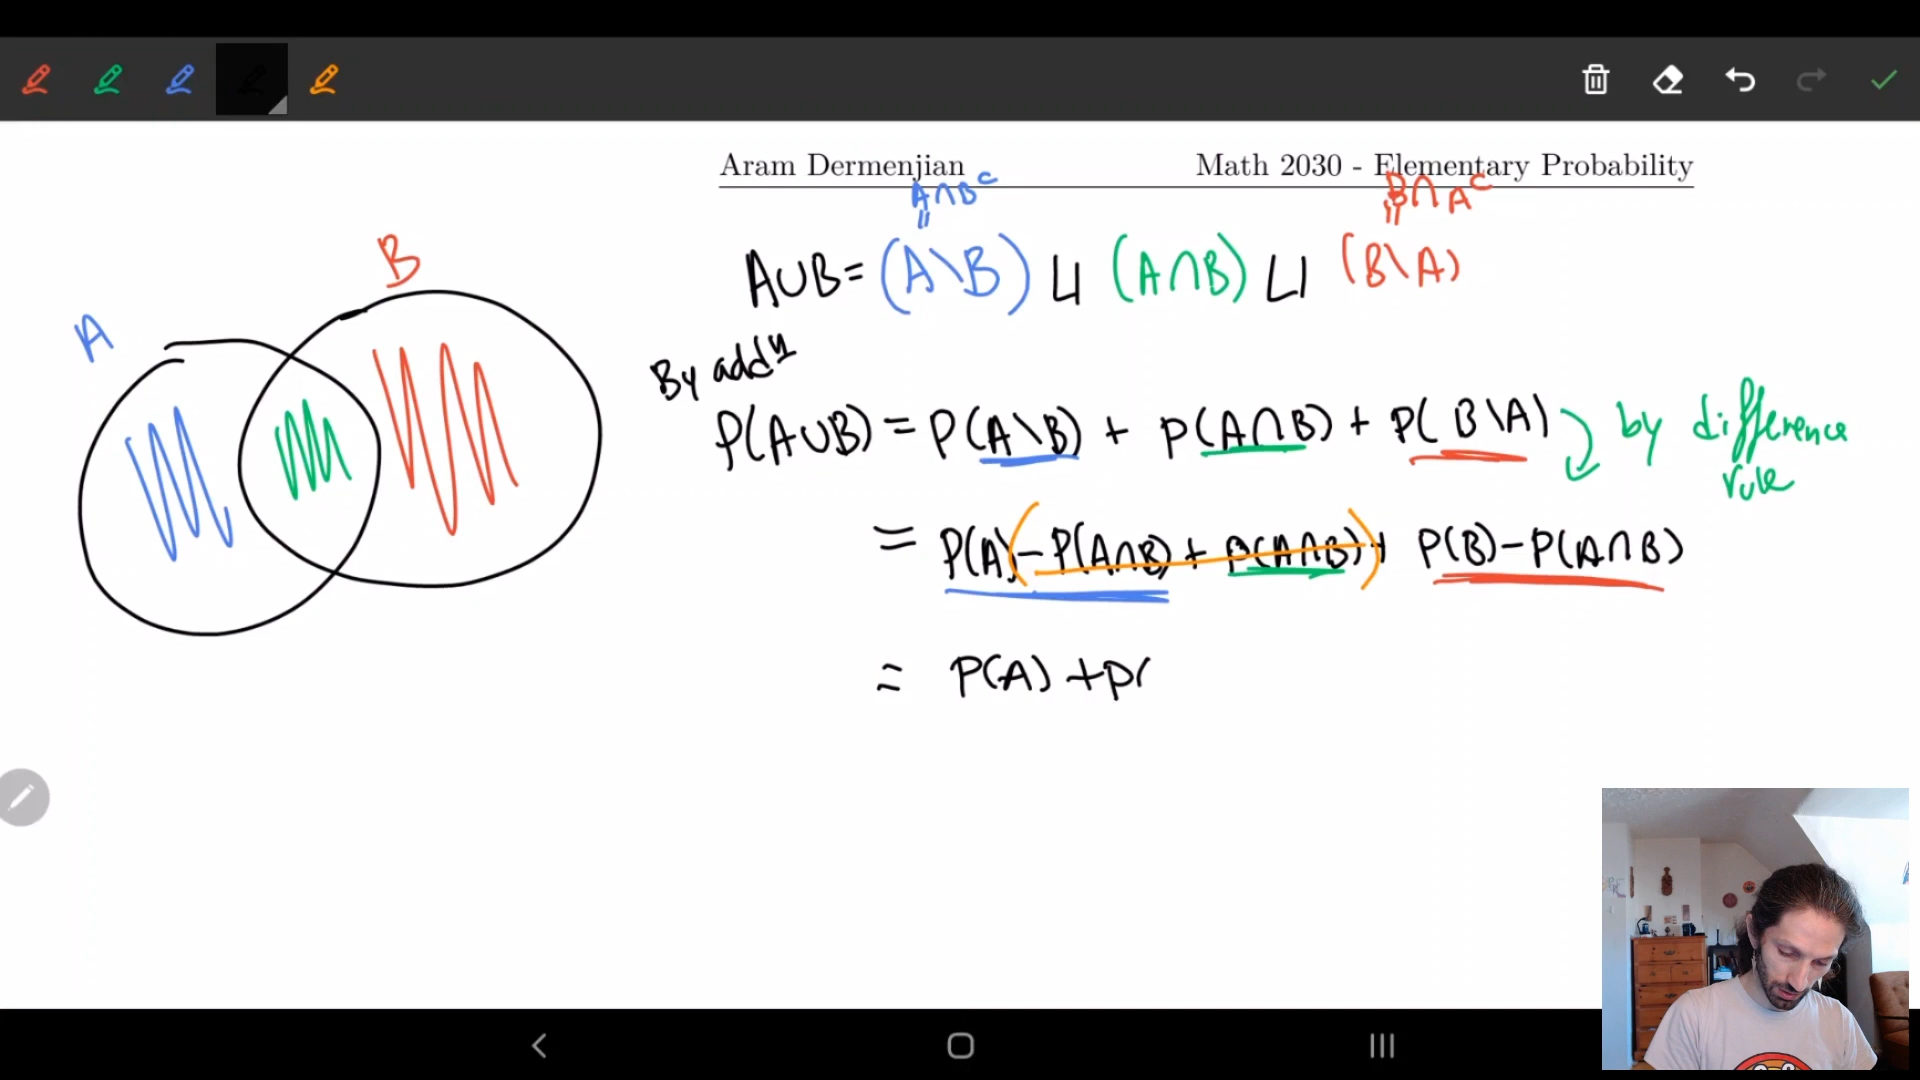 Aram Dermenjian Math 2030 - Elementary Probability
A∩B^c B∩A^c
= =
A∪B = (A\B) ⊔ (A∩B) ⊔ (B\A)
A B
By add^y
P(A∪B) = P(A\B) + P(A∩B) + P(B\A) by difference rule
= P(A)(-P(A∩B) + P(A∩B)) + P(B) - P(A∩B)
= P(A) + P(